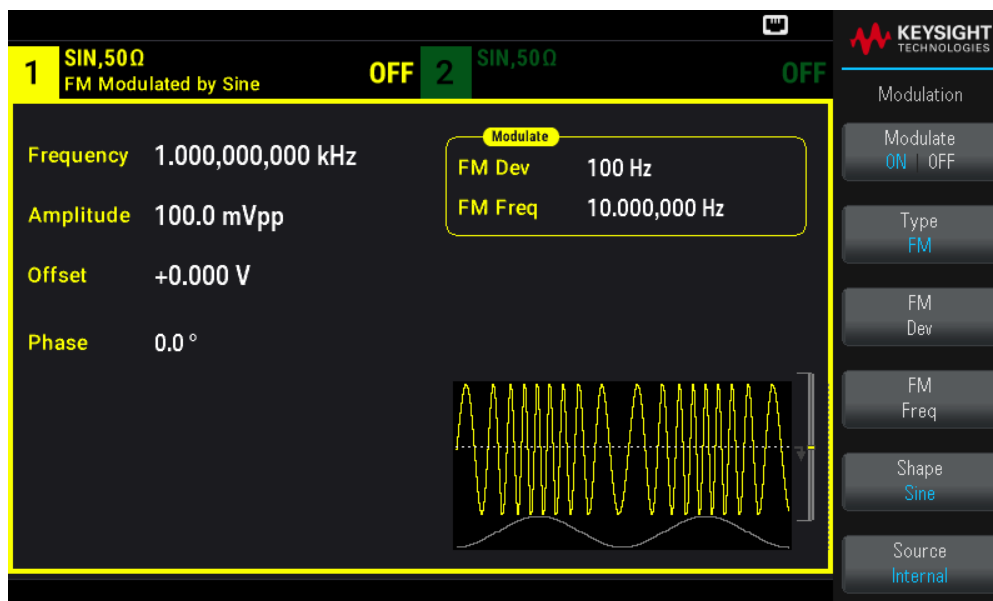 KEYSIGHT
TECHNOLOGIES
1
SIN,50Ω
FM Modulated by Sine
OFF
2
SIN,50Ω
OFF
Frequency 1.000,000,000 kHz
Amplitude 100.0 mVpp
Offset +0.000 V
Phase 0.0 °
Modulate
FM Dev 100 Hz
FM Freq 10.000,000 Hz
Modulation
Modulate
ON | OFF
Type
FM
FM
Dev
FM
Freq
Shape
Sine
Source
Internal